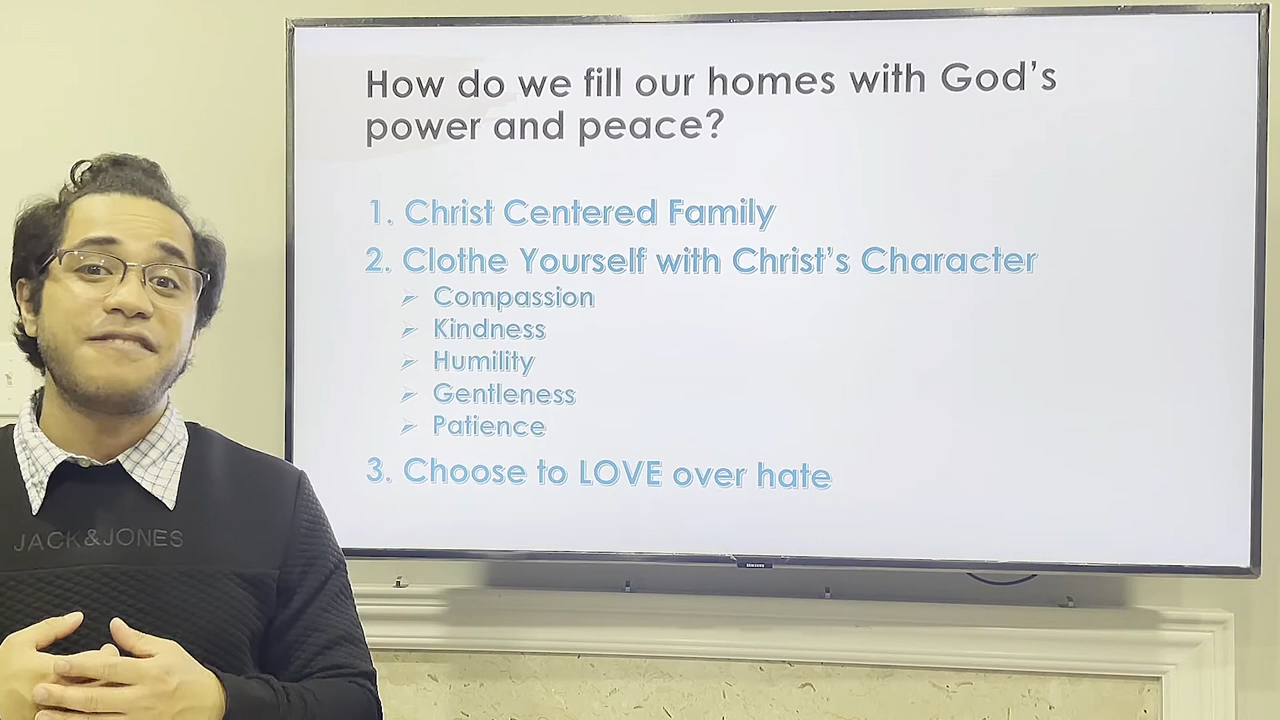 How do we fill our homes with God's
power and peace?
1. Christ Centered Family
2. Clothe Yourself with Christ's Character
Compassion
Kindness
Humility
Gentleness
Patience
3. Choose to LOVE over hate
JACK&JONES
SAMSUNG